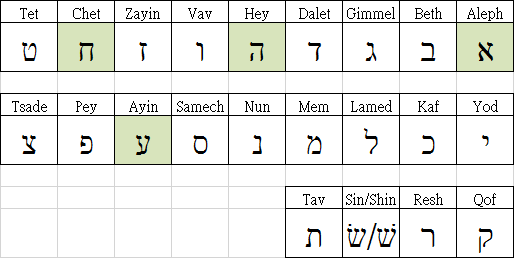 Tet Chet Zayin Vav Hey Dalet Gimmel Beth Aleph
ט ח ז ו ה ד ג ב א
Tsade Pey Ayin Samech Nun Mem Lamed Kaf Yod
צ פ ע ס נ מ ל כ י
Tav Sin/Shin Resh Qof
ת שׂ/שׁ ר ק